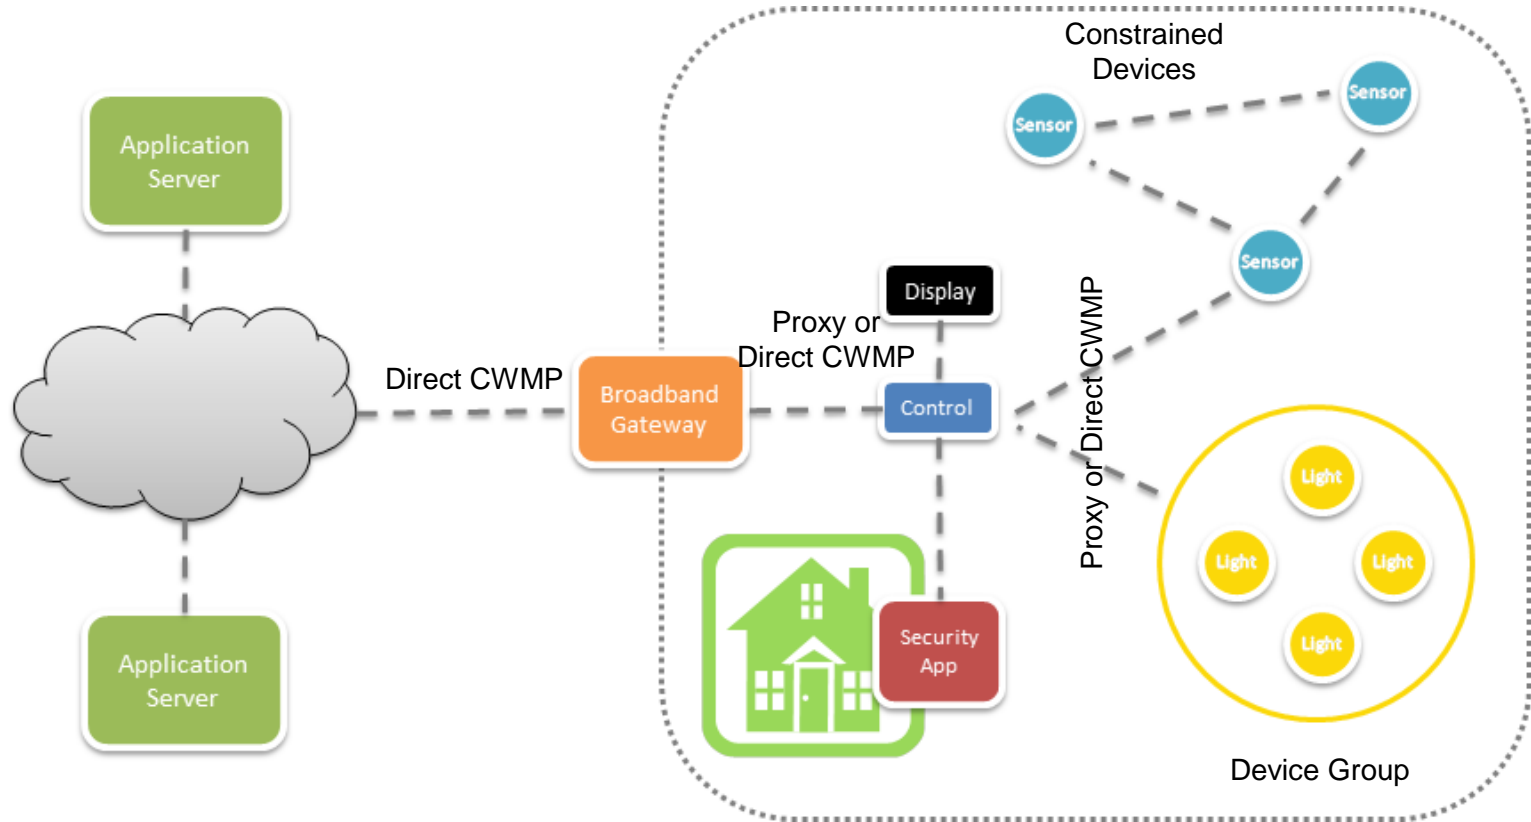 Constrained
Devices
Sensor
Sensor
Sensor
Application
Server
Display
Proxy or
Direct CWMP
Direct CWMP
Broadband
Gateway
Control
Proxy or Direct CWMP
Light
Light
Light
Light
Security
App
Application
Server
Device Group